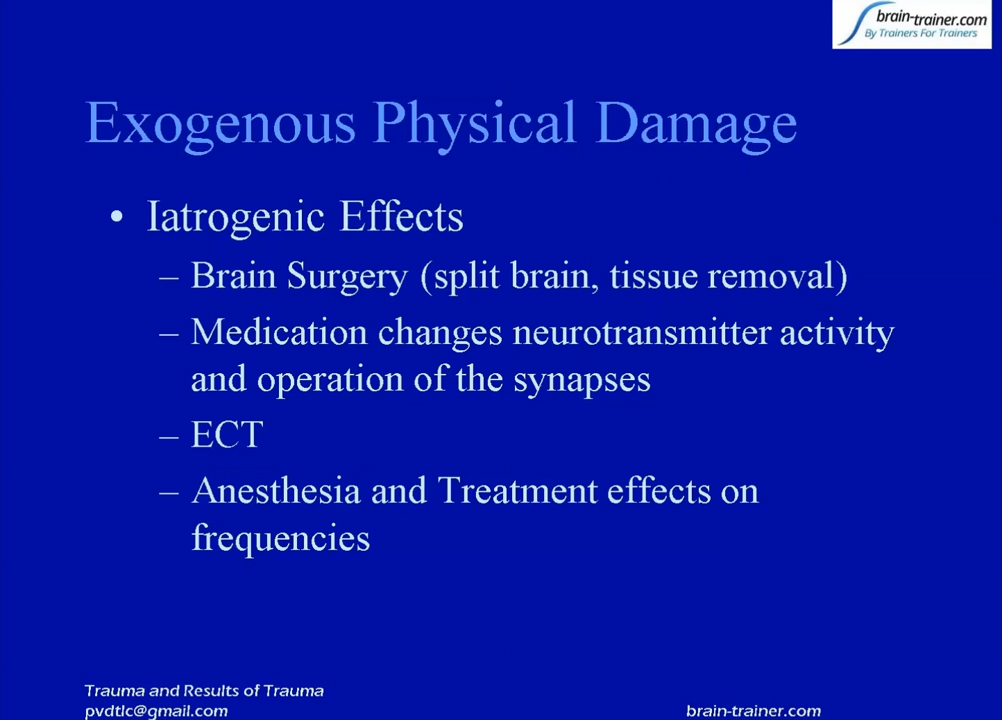 brain-trainer.com
By Trainers For Trainers
Exogenous Physical Damage
• Iatrogenic Effects
– Brain Surgery (split brain, tissue removal)
– Medication changes neurotransmitter activity
and operation of the synapses
– ECT
– Anesthesia and Treatment effects on
frequencies
Trauma and Results of Trauma
pvdtlc@gmail.com
brain-trainer.com